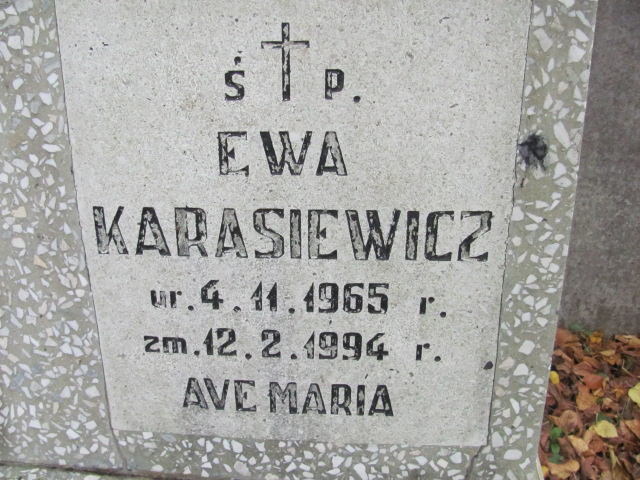 Ś P.
EWA
KARASIEWICZ
ur. 4.11.1965 r.
zm. 12.2.1994 r.
AVE MARIA